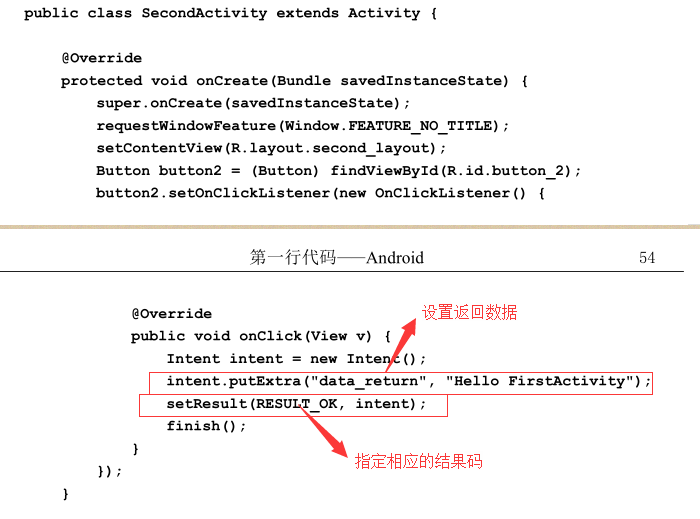 public class SecondActivity extends Activity {
@Override
protected void onCreate(Bundle savedInstanceState) {
super.onCreate(savedInstanceState);
requestWindowFeature(Window.FEATURE_NO_TITLE);
setContentView(R.layout.second_layout);
Button button2 = (Button) findViewById(R.id.button_2);
button2.setOnClickListener(new OnClickListener() {
第一行代码——Android 54
@Override
设置返回数据
public void onClick(View v) {
Intent intent = new Intent();
intent.putExtra("data_return", "Hello FirstActivity");
setResult(RESULT_OK, intent);
finish();
}
指定相应的结果码
});
}